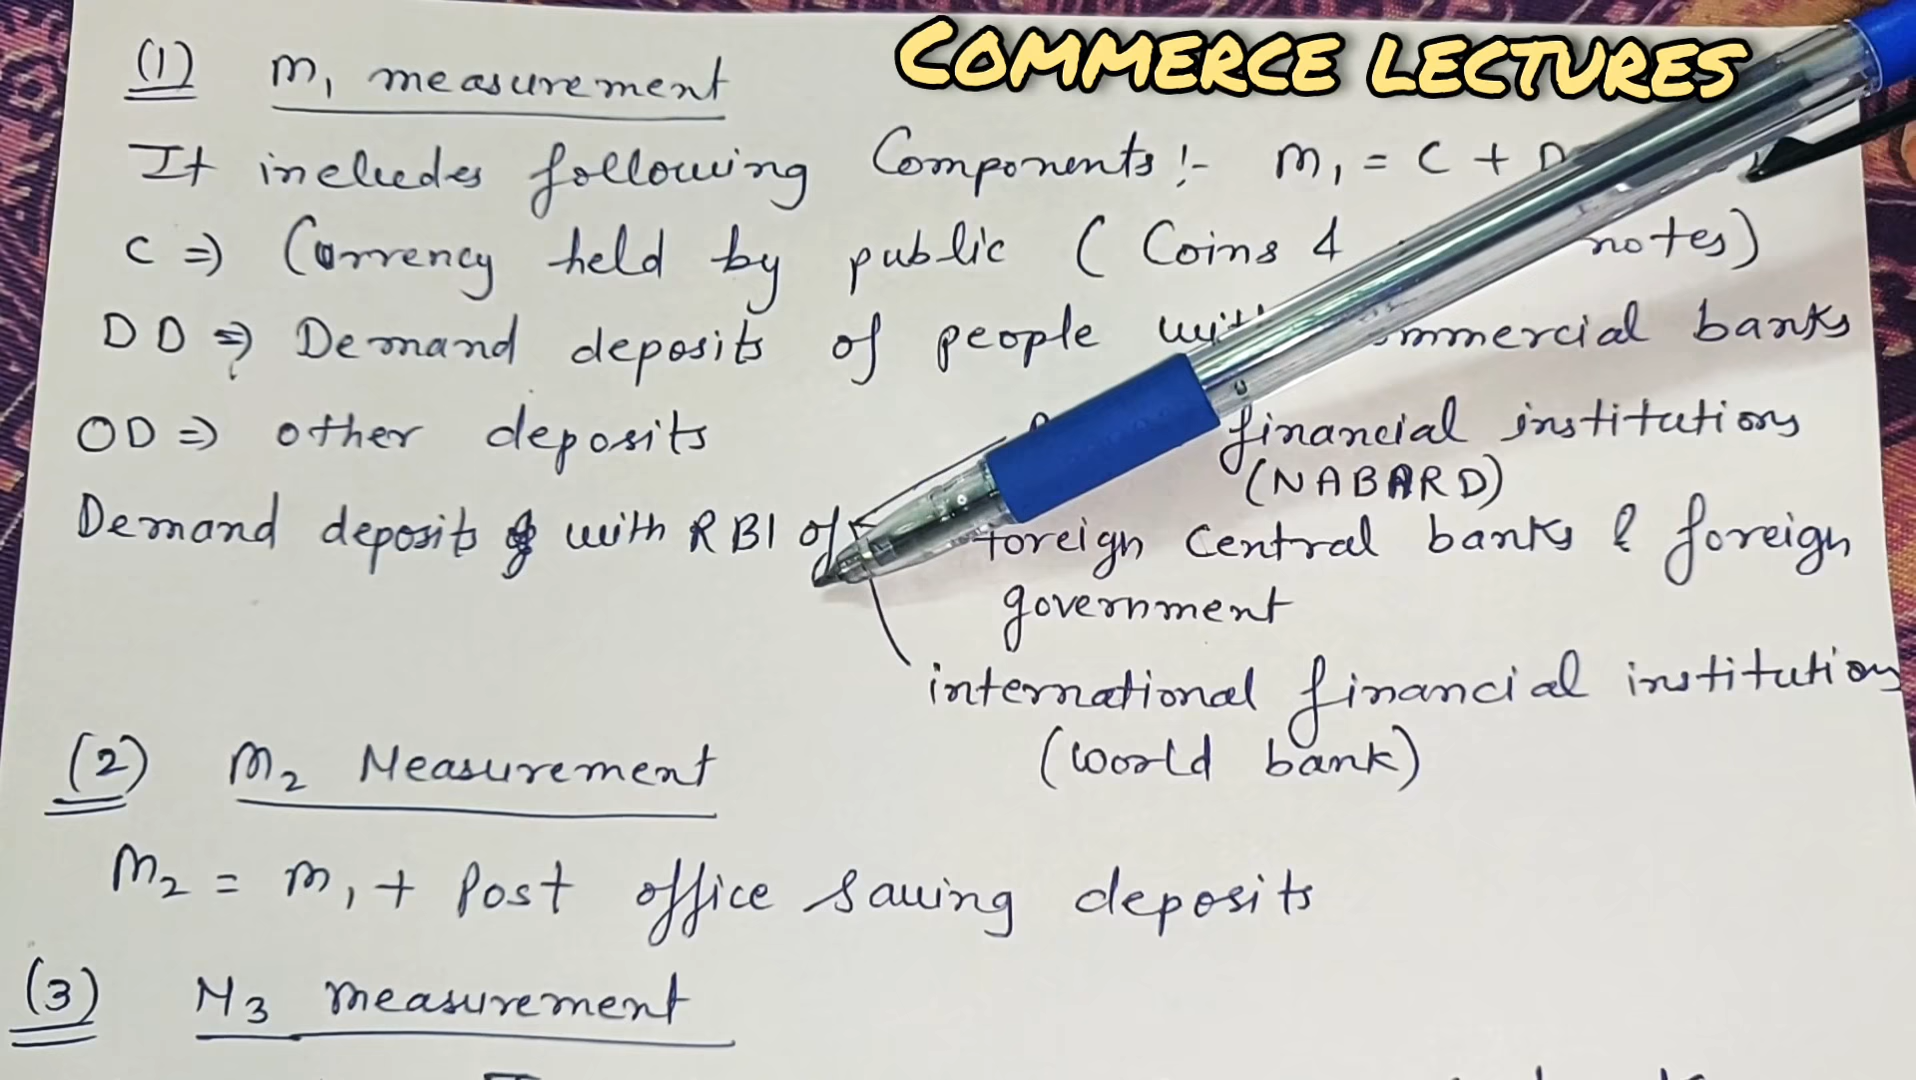 COMMERCE LECTURES
(1) M1 measurement
It includes following Components :- M1 = C + D
C => Currency held by public ( Coins & notes)
DD => Demand deposits of people with commercial banks
OD => other deposits
financial institutions
(NABARD)
Demand deposits with RBI of foreign Central banks & foreign
government
international financial institutions
(World bank)
(2) M2 Measurement
M2 = M1 + Post office saving deposits
(3) M3 measurement